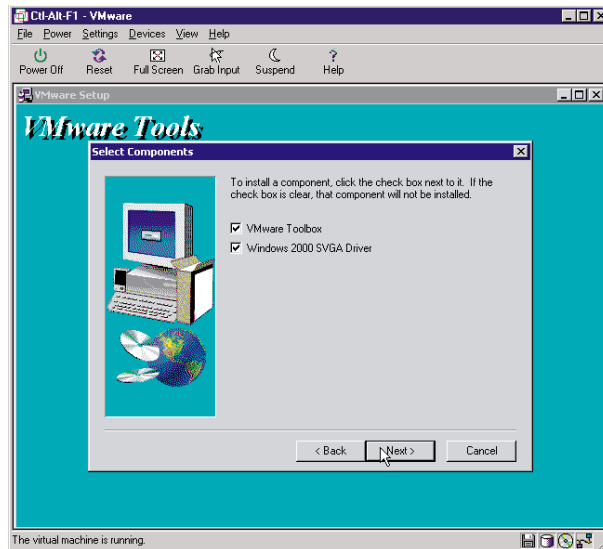 Ctl-Alt-F1 - VMware
File Power Settings Devices View Help
Power Off Reset Full Screen Grab Input Suspend Help
VMware Setup
VMware Tools
Select Components
To install a component, click the check box next to it. If the
check box is clear, that component will not be installed.
VMware Toolbox
Windows 2000 SVGA Driver
< Back Next > Cancel
The virtual machine is running.